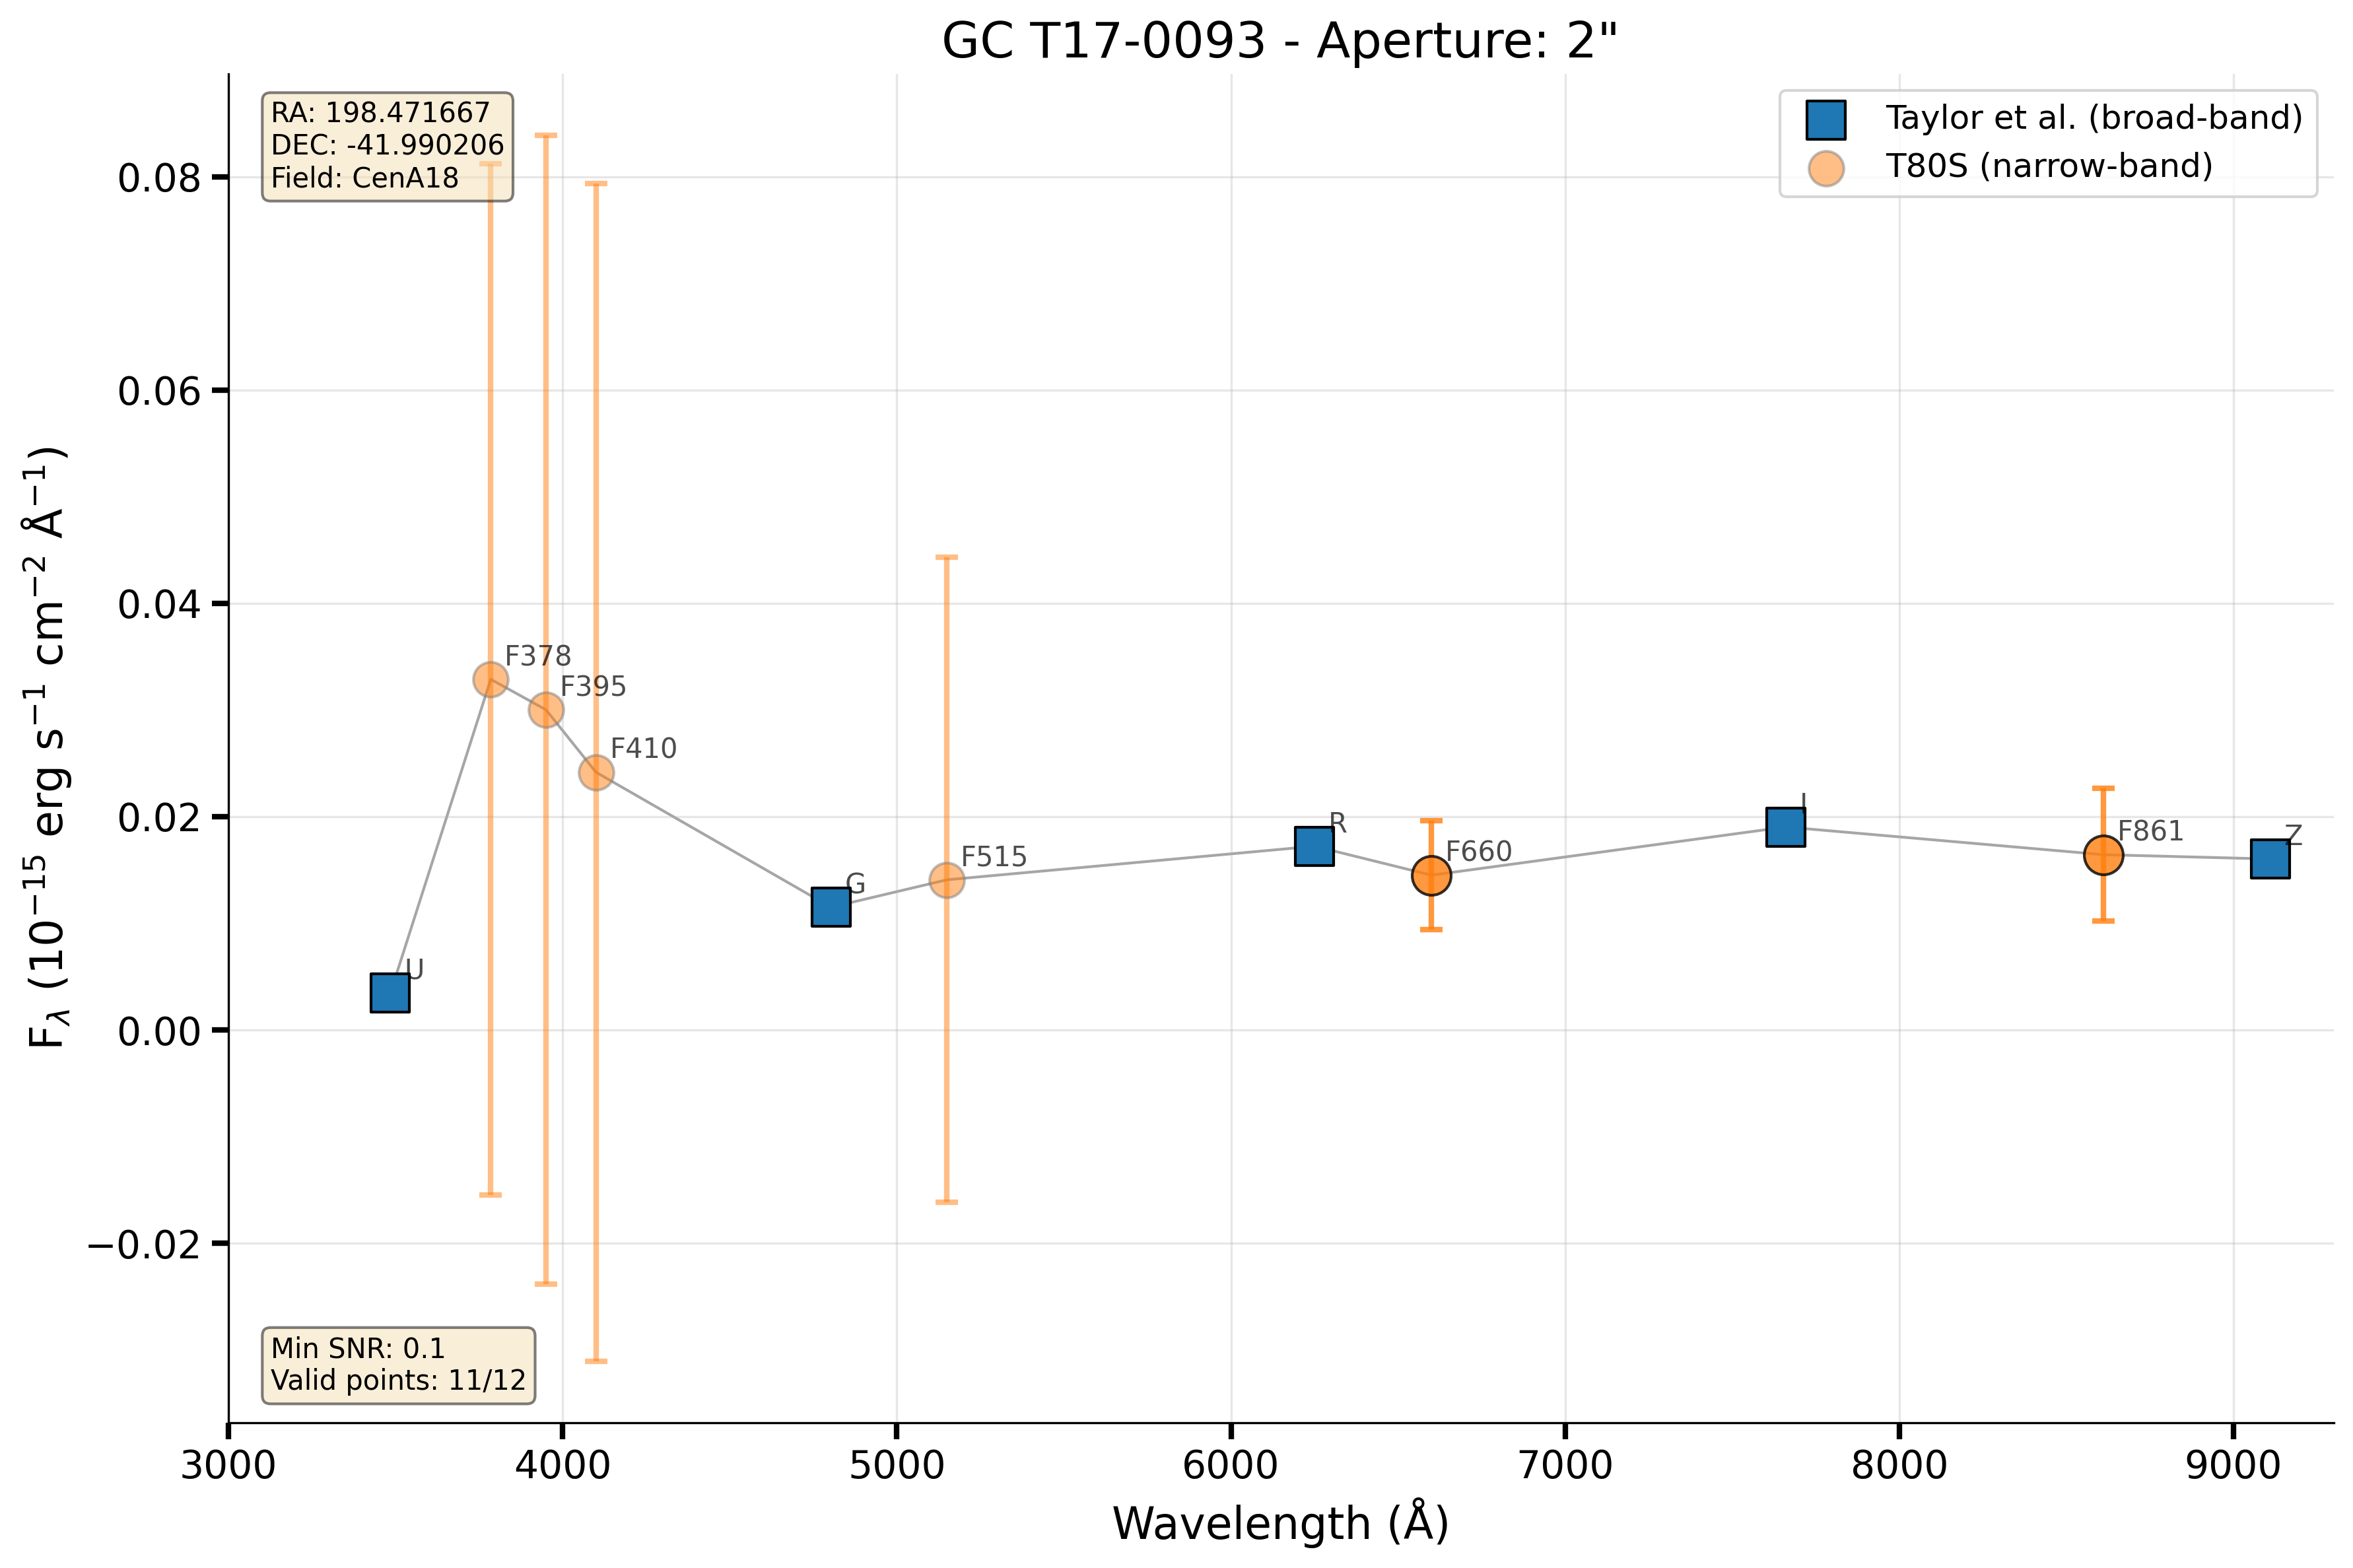 GC T17-0093 - Aperture: 2"
RA: 198.471667
DEC: -41.990206
Field: CenA18
Taylor et al. (broad-band)
T80S (narrow-band)
0.08
0.06
0.04
0.02
0.00
−0.02
F_λ (10⁻¹⁵ erg s⁻¹ cm⁻² Å⁻¹)
U
F378
F395
F410
G
F515
R
F660
I
F861
Z
Min SNR: 0.1
Valid points: 11/12
3000 4000 5000 6000 7000 8000 9000
Wavelength (Å)